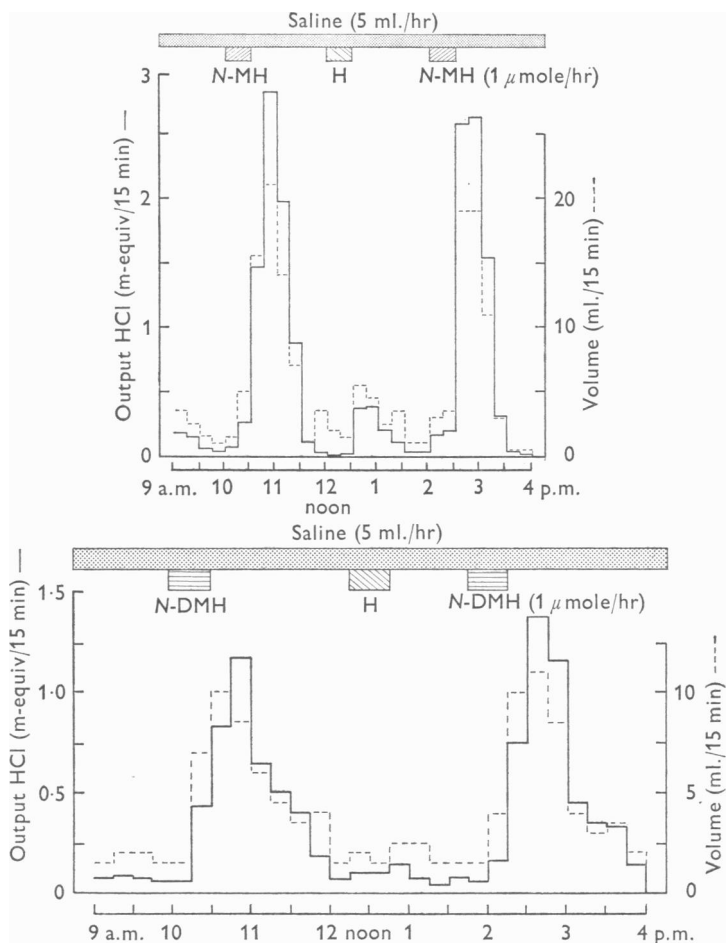 Saline (5 ml./hr)
N-MH H N-MH (1 μmole/hr)
Output HCl (m-equiv/15 min) —
3
2
1
0
Volume (ml./15 min) ----
20
10
0
9 a.m. 10 11 12 1 2 3 4 p.m.
noon
Saline (5 ml./hr)
N-DMH H N-DMH (1 μmole/hr)
Output HCl (m-equiv/15 min) —
1·5
1·0
0·5
0
Volume (ml./15 min) ----
10
5
0
9 a.m. 10 11 12 noon 1 2 3 4 p.m.